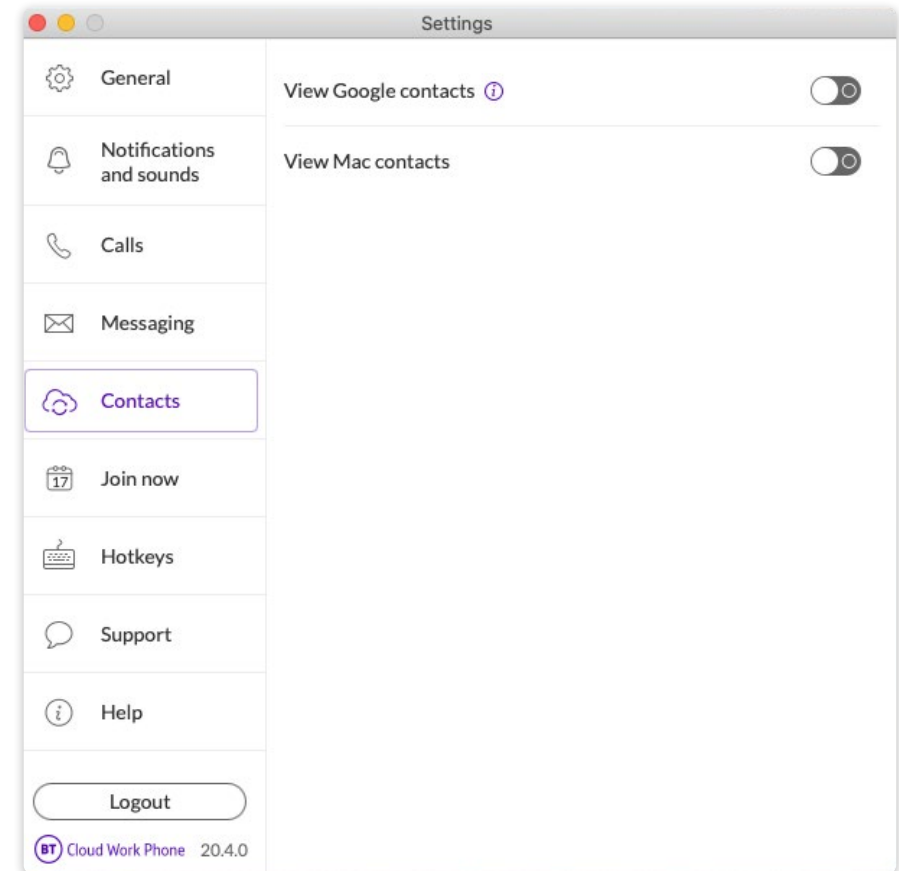 Settings
General
Notifications
and sounds
Calls
Messaging
Contacts
17
Join now
Hotkeys
Support
Help
Logout
BT Cloud Work Phone 20.4.0
View Google contacts i
View Mac contacts